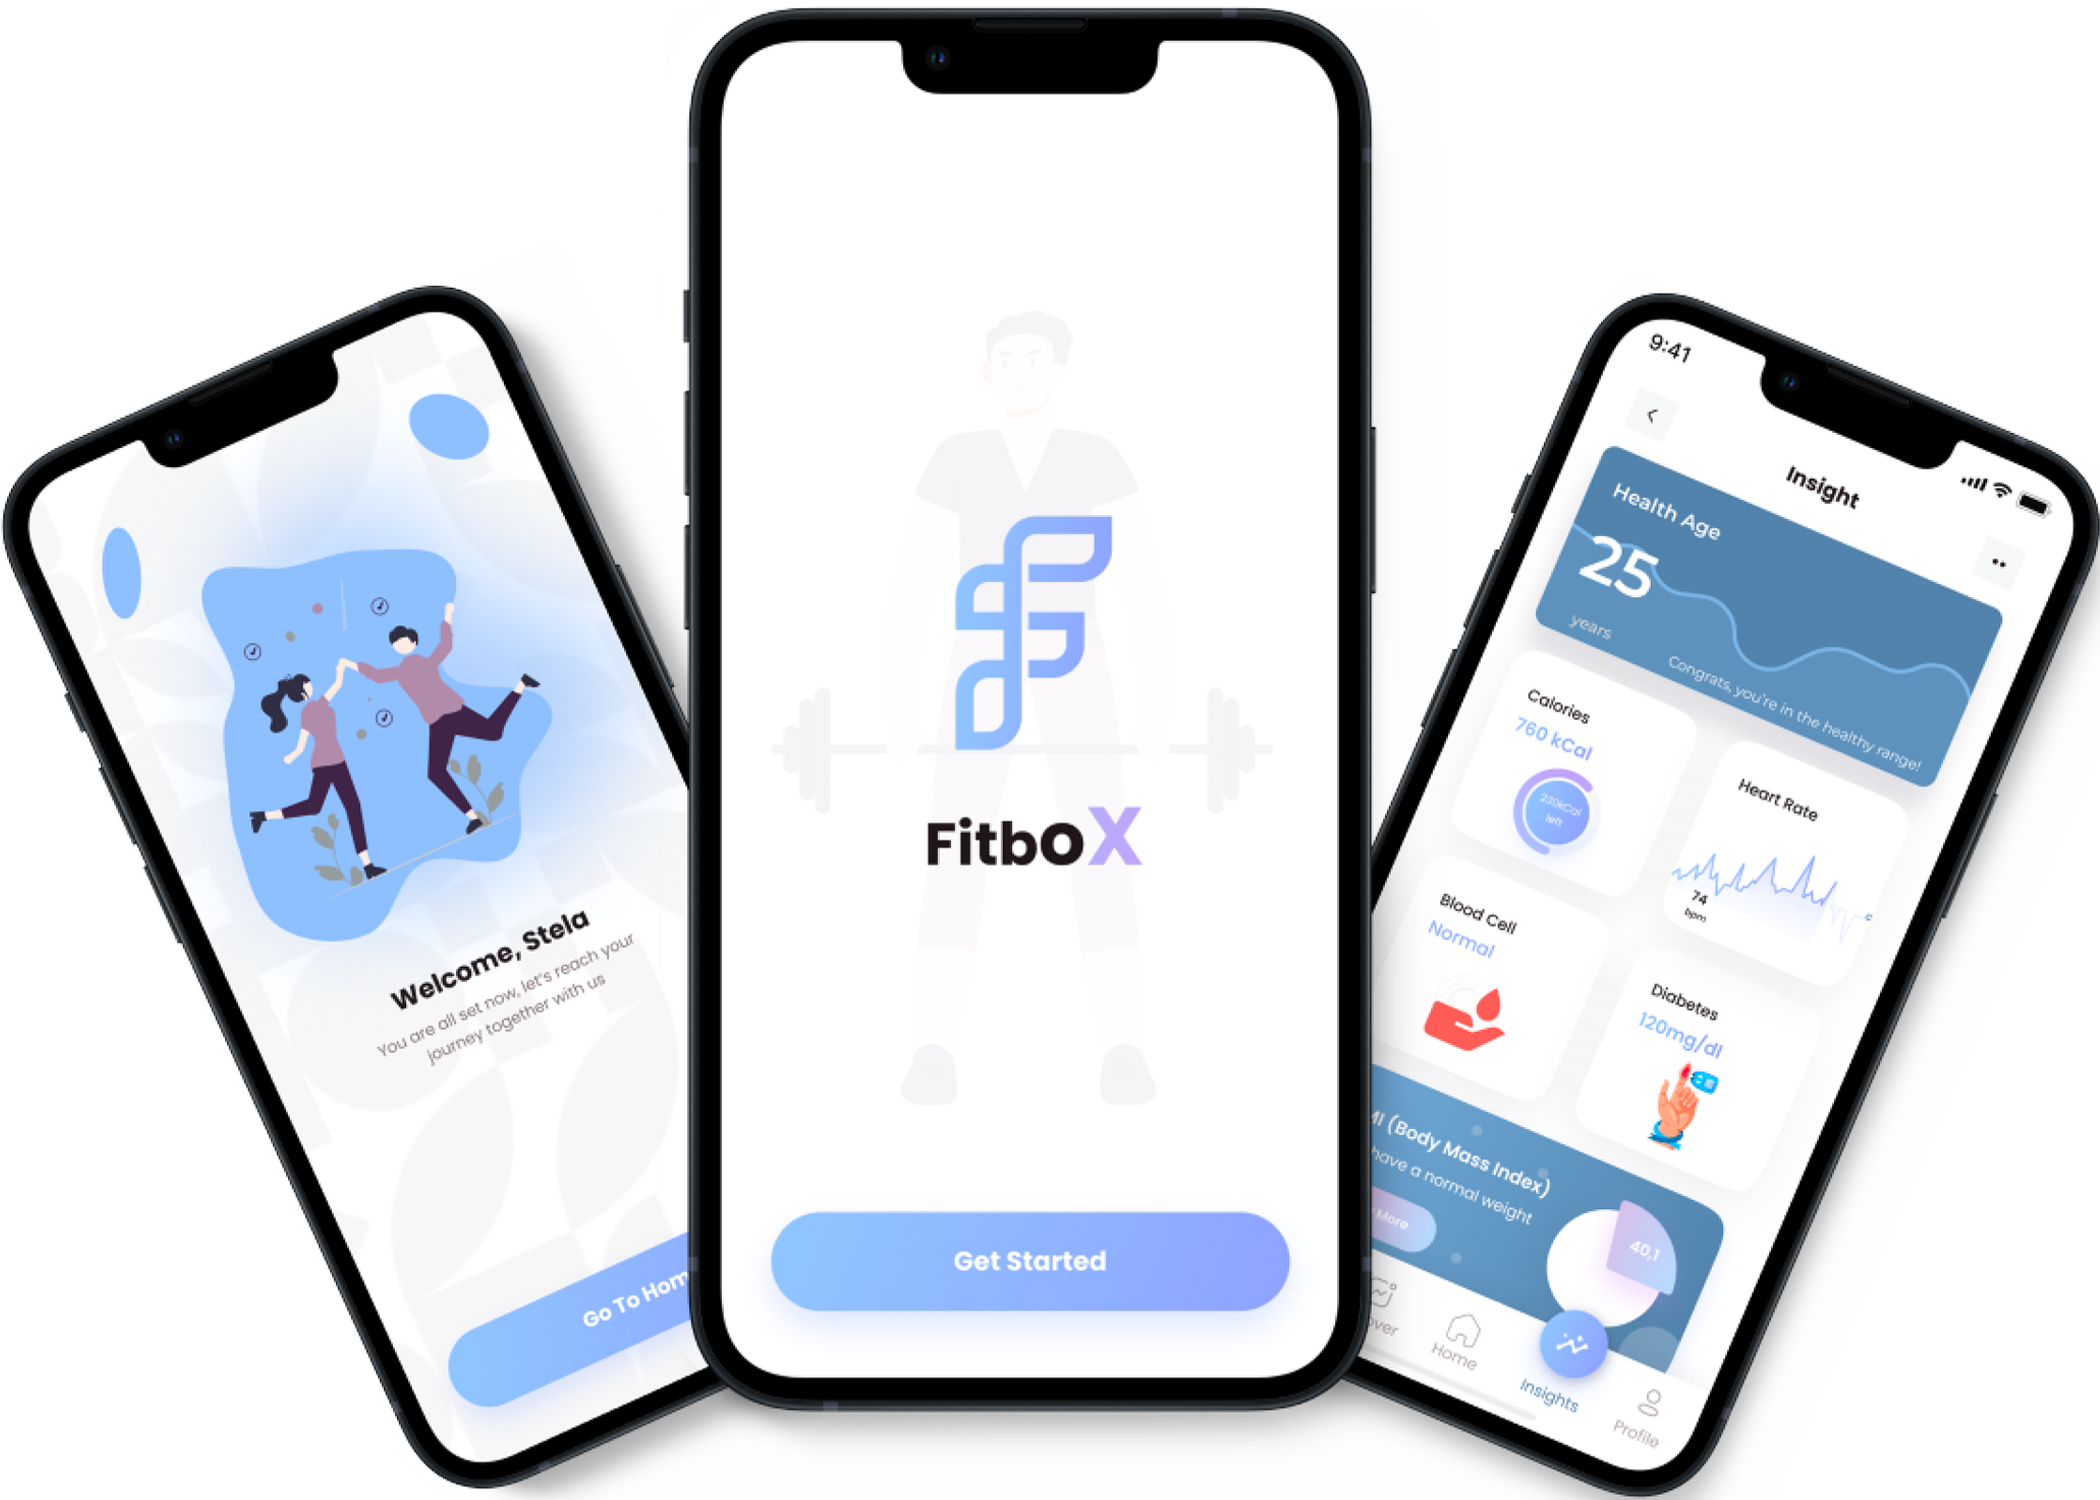 Welcome, Stela
You are all set now, let's reach your
journey together with us
Go To Hom
FitboX
Get Started
9:41
Insight
Health Age
25
years
Congrats, you're in the healthy range!
Calories
760 kCal
230kCal
left
Heart Rate
74
bpm
Blood Cell
Normal
Diabetes
120mg/dl
MI (Body Mass Index)
have a normal weight
More
40,1
over
Home
Insights
Profile